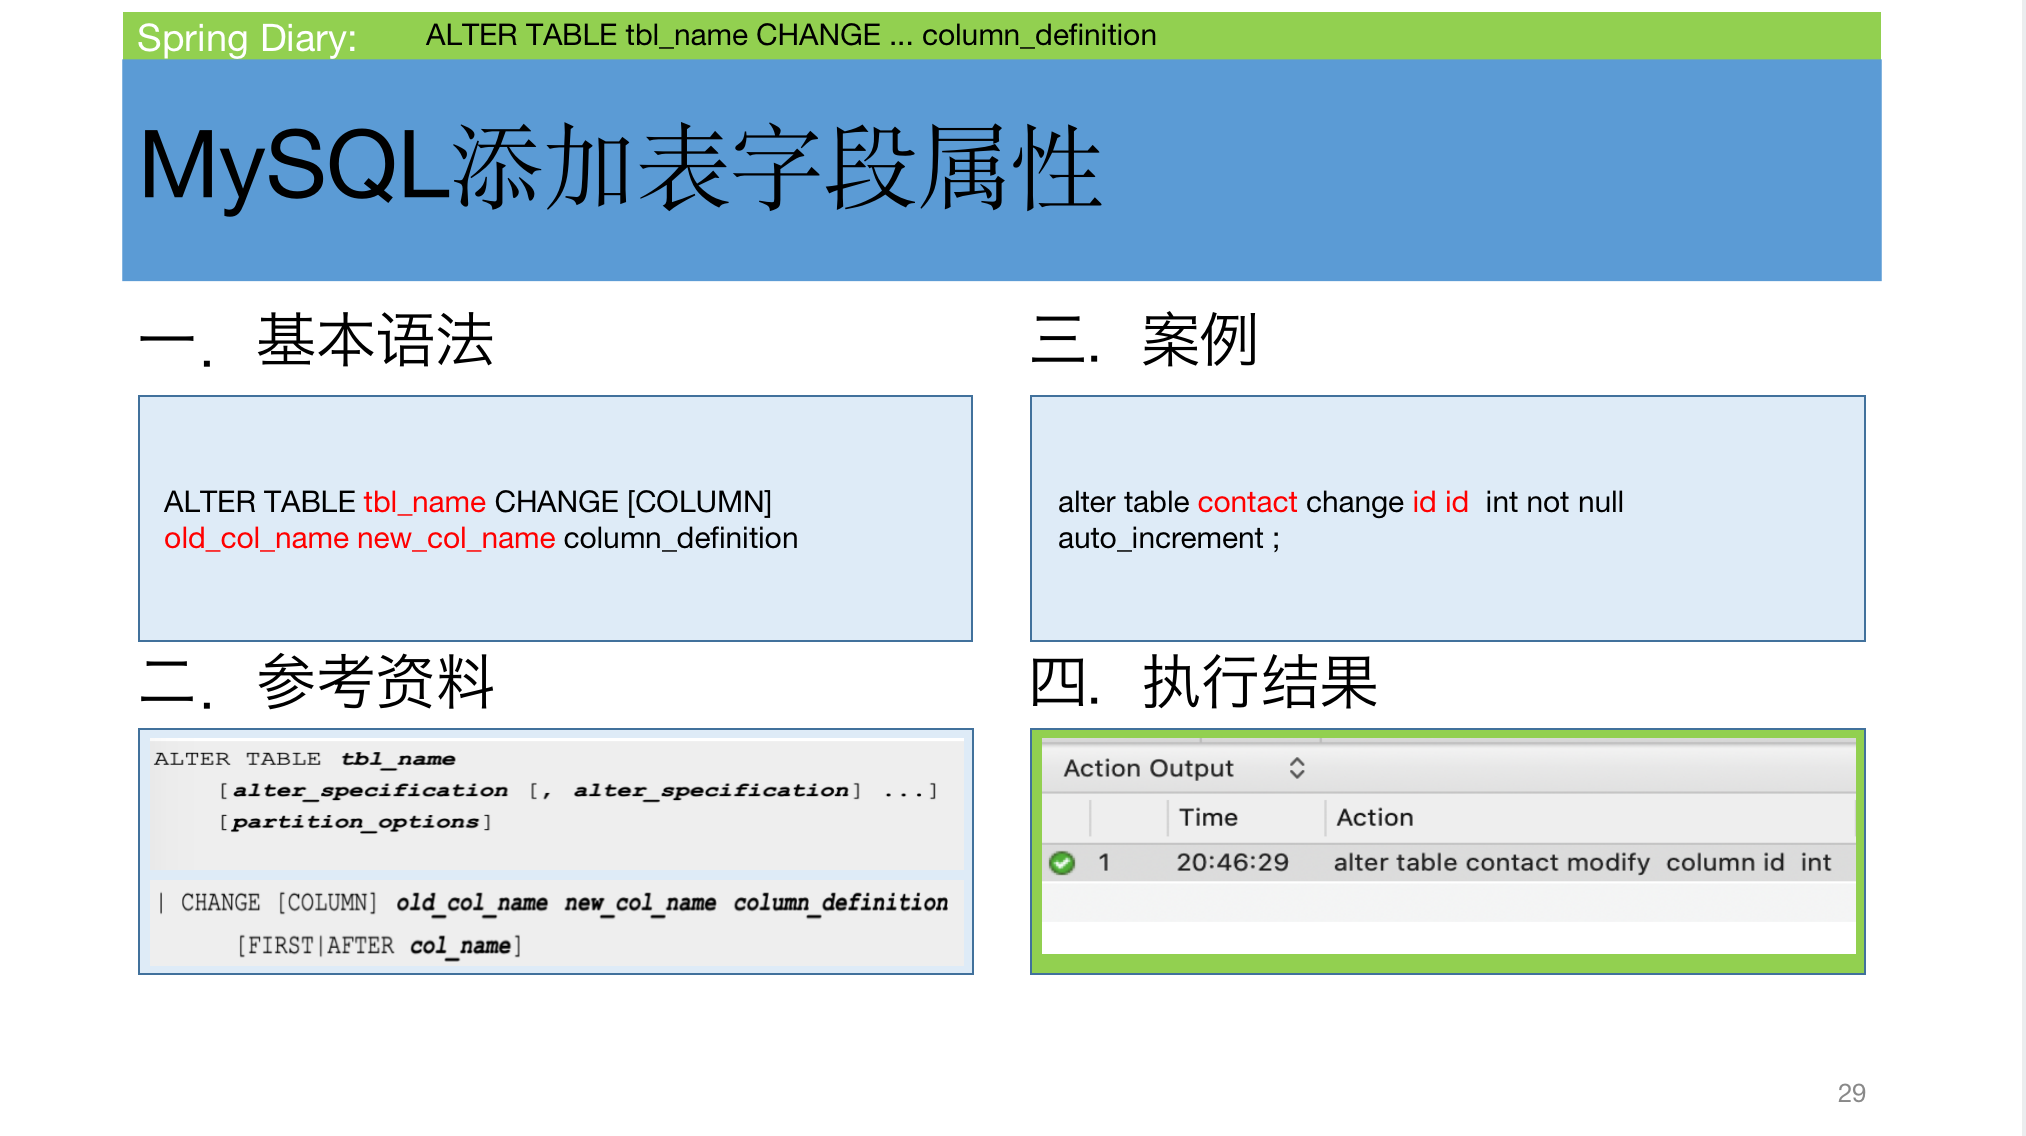 Spring Diary: ALTER TABLE tbl_name CHANGE ... column_definition
MySQL添加表字段属性
一. 基本语法
ALTER TABLE tbl_name CHANGE [COLUMN]
old_col_name new_col_name column_definition
二. 参考资料
ALTER TABLE tbl_name
[alter_specification [, alter_specification] ...]
[partition_options]
| CHANGE [COLUMN] old_col_name new_col_name column_definition
[FIRST|AFTER col_name]
三. 案例
alter table contact change id id  int not null
auto_increment ;
四. 执行结果
Action Output
Time Action
1 20:46:29 alter table contact modify  column id  int
29